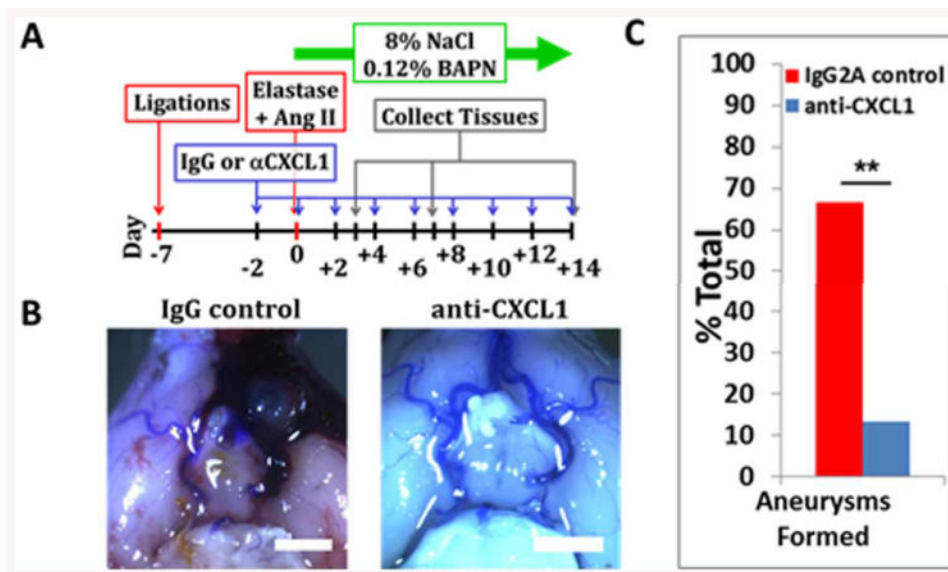 A
8% NaCl
0.12% BAPN
Ligations
Elastase
+ Ang II
Collect Tissues
IgG or αCXCL1
Day
-7
-2
0
+2
+4
+6
+8
+10
+12
+14
B
IgG control
anti-CXCL1
C
IgG2A control
anti-CXCL1
**
% Total
100
90
80
70
60
50
40
30
20
10
0
Aneurysms
Formed